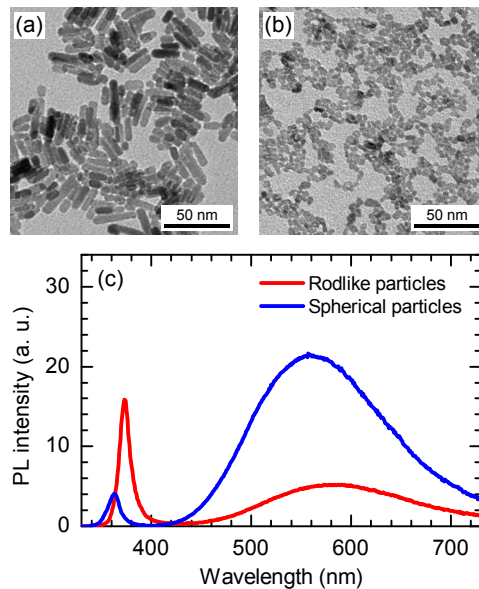 (a)
(b)
50 nm
50 nm
(c)
Rodlike particles
Spherical particles
PL intensity (a. u.)
30
20
10
0
400
500
600
700
Wavelength (nm)